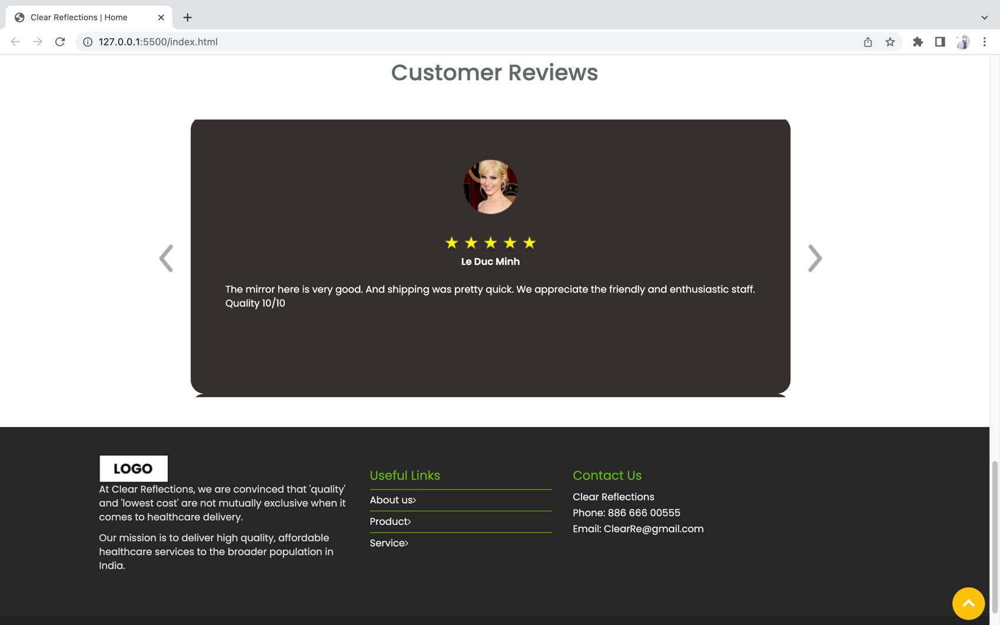 Clear Reflections | Home
127.0.0.1:5500/index.html
Customer Reviews
Le Duc Minh
The mirror here is very good. And shipping was pretty quick. We appreciate the friendly and enthusiastic staff.
Quality 10/10
LOGO
At Clear Reflections, we are convinced that 'quality'
and 'lowest cost' are not mutually exclusive when it
comes to healthcare delivery.
Our mission is to deliver high quality, affordable
healthcare services to the broader population in
India.
Useful Links
About us>
Product>
Service>
Contact Us
Clear Reflections
Phone: 886 666 00555
Email: ClearRe@gmail.com